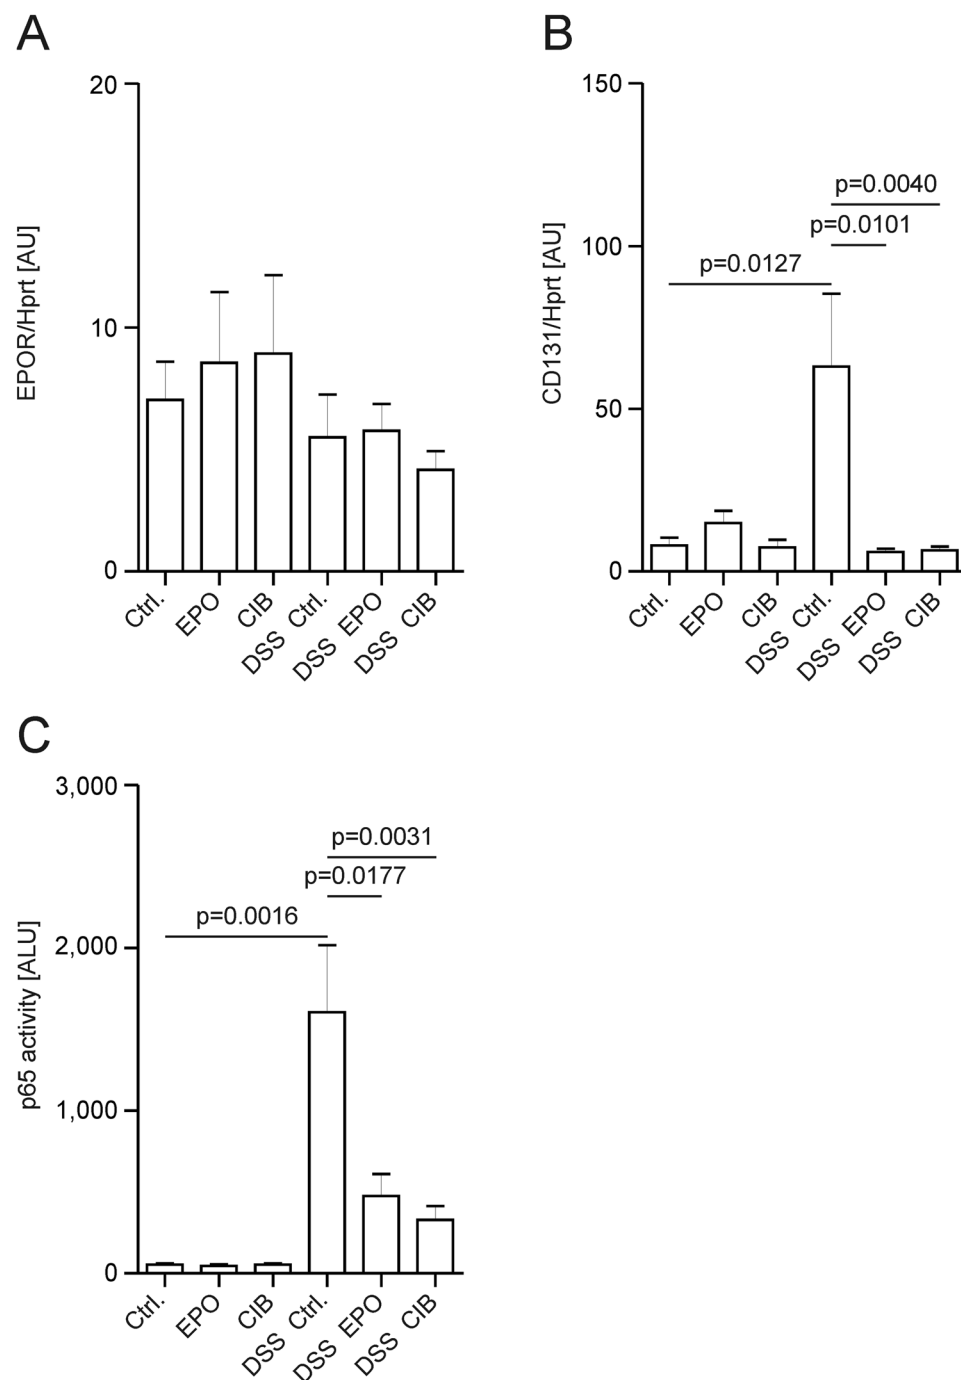 A
EPOR/Hprt [AU]
20
10
0
Ctrl.
EPO
CIB
DSS Ctrl.
DSS EPO
DSS CIB
B
CD131/Hprt [AU]
150
100
50
0
p=0.0040
p=0.0101
p=0.0127
Ctrl.
EPO
CIB
DSS Ctrl.
DSS EPO
DSS CIB
C
p65 activity [ALU]
3,000
2,000
1,000
0
p=0.0031
p=0.0177
p=0.0016
Ctrl.
EPO
CIB
DSS Ctrl.
DSS EPO
DSS CIB